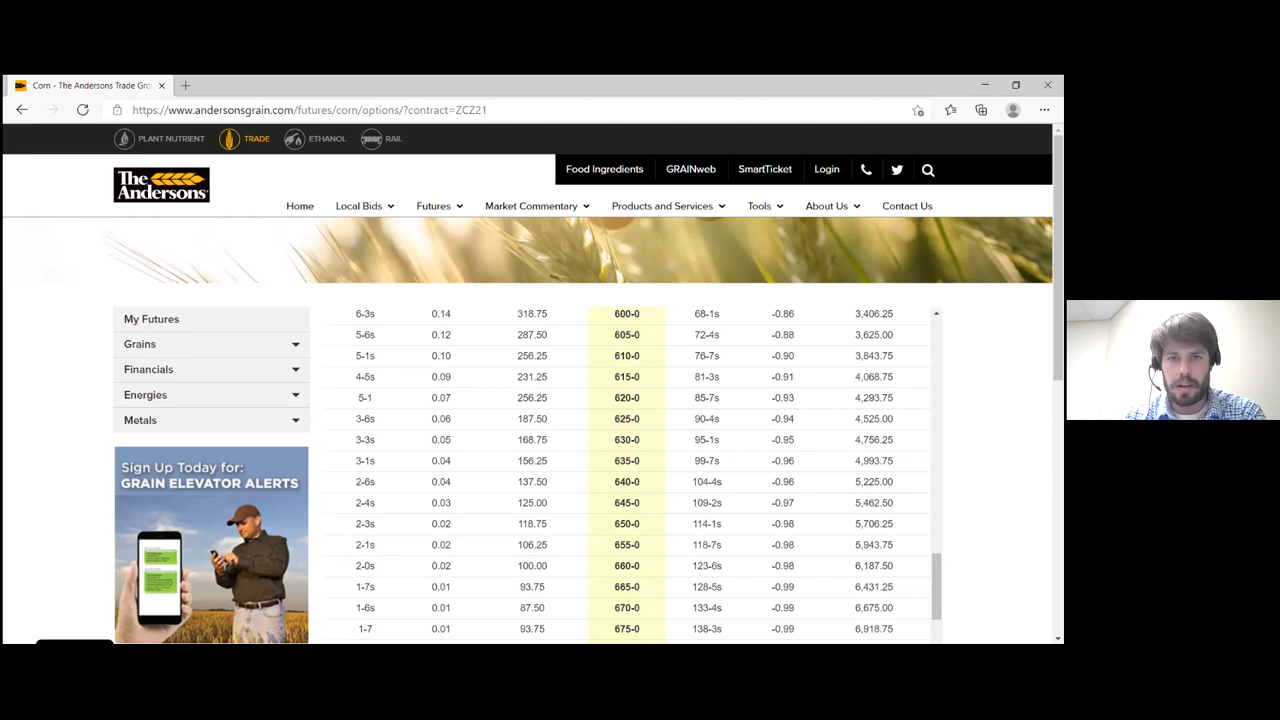 Corn - The Andersons Trade Gro
https://www.andersonsgrain.com/futures/corn/options/?contract=ZCZ21
PLANT NUTRIENT TRADE ETHANOL RAIL
Food Ingredients GRAINweb SmartTicket Login
The Andersons
Home Local Bids Futures Market Commentary Products and Services Tools About Us Contact Us
My Futures
Grains
Financials
Energies
Metals
Sign Up Today for:
GRAIN ELEVATOR ALERTS
6-3s 0.14 318.75 600-0 68-1s -0.86 3,406.25
5-6s 0.12 287.50 605-0 72-4s -0.88 3,625.00
5-1s 0.10 256.25 610-0 76-7s -0.90 3,843.75
4-5s 0.09 231.25 615-0 81-3s -0.91 4,068.75
5-1 0.07 256.25 620-0 85-7s -0.93 4,293.75
3-6s 0.06 187.50 625-0 90-4s -0.94 4,525.00
3-3s 0.05 168.75 630-0 95-1s -0.95 4,756.25
3-1s 0.04 156.25 635-0 99-7s -0.96 4,993.75
2-6s 0.04 137.50 640-0 104-4s -0.96 5,225.00
2-4s 0.03 125.00 645-0 109-2s -0.97 5,462.50
2-3s 0.02 118.75 650-0 114-1s -0.98 5,706.25
2-1s 0.02 106.25 655-0 118-7s -0.98 5,943.75
2-0s 0.02 100.00 660-0 123-6s -0.98 6,187.50
1-7s 0.01 93.75 665-0 128-5s -0.99 6,431.25
1-6s 0.01 87.50 670-0 133-4s -0.99 6,675.00
1-7 0.01 93.75 675-0 138-3s -0.99 6,918.75